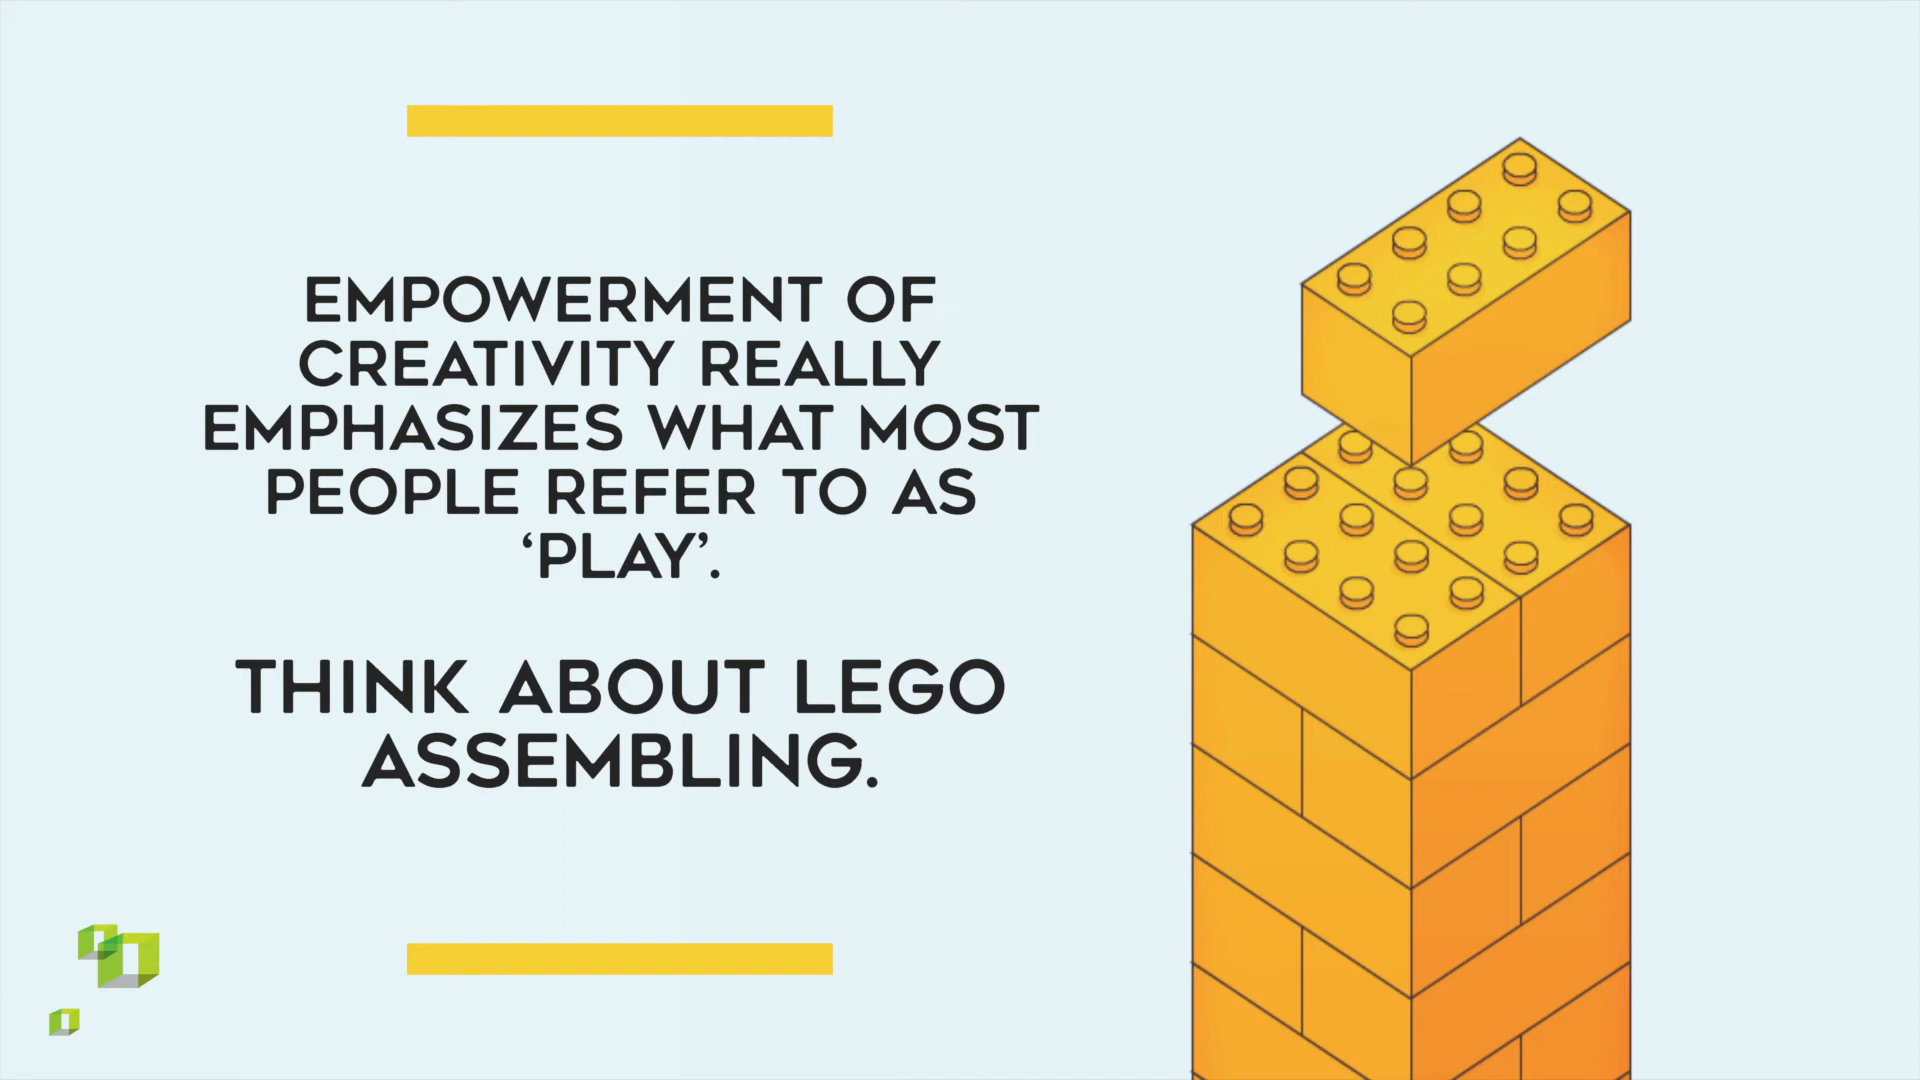 EMPOWERMENT OF
CREATIVITY REALLY
EMPHASIZES WHAT MOST
PEOPLE REFER TO AS
‘PLAY’.
THINK ABOUT LEGO
ASSEMBLING.